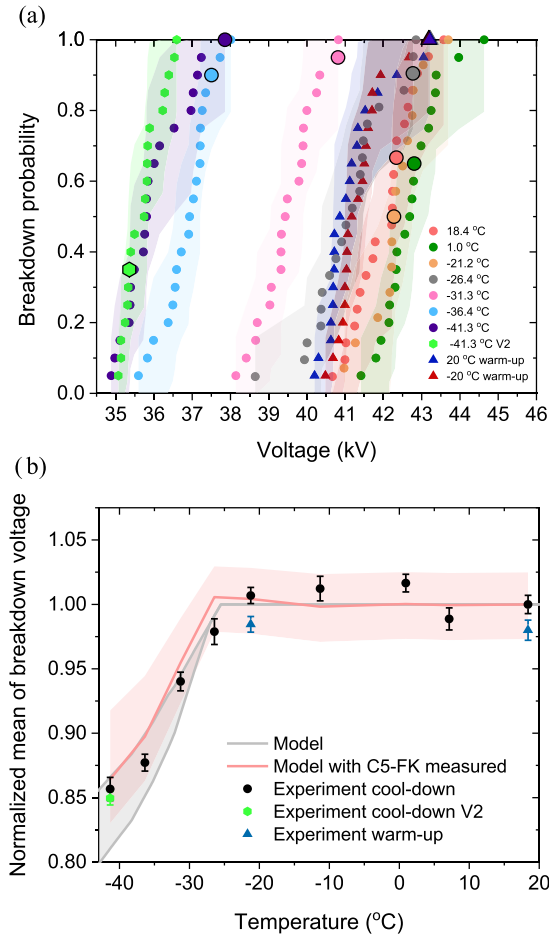 (a)
1.0
0.8
0.6
0.4
0.2
0.0
Breakdown probability
18.4 °C
1.0 °C
-21.2 °C
-26.4 °C
-31.3 °C
-36.4 °C
-41.3 °C
-41.3 °C V2
20 °C warm-up
-20 °C warm-up
35 36 37 38 39 40 41 42 43 44 45 46
Voltage (kV)
(b)
1.05
1.00
0.95
0.90
0.85
0.80
Normalized mean of breakdown voltage
Model
Model with C5-FK measured
Experiment cool-down
Experiment cool-down V2
Experiment warm-up
-40 -30 -20 -10 0 10 20
Temperature (°C)